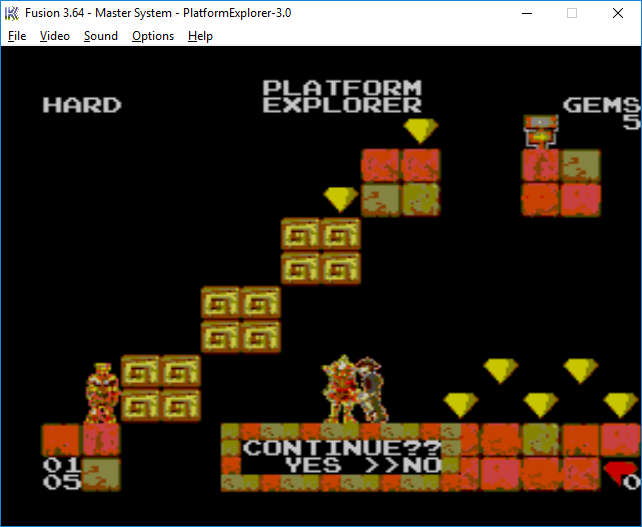 Fusion 3.64 - Master System - PlatformExplorer-3.0
File Video Sound Options Help
PLATFORM
HARD EXPLORER GEMS
5
CONTINUE??
01 YES >>NO
05 0